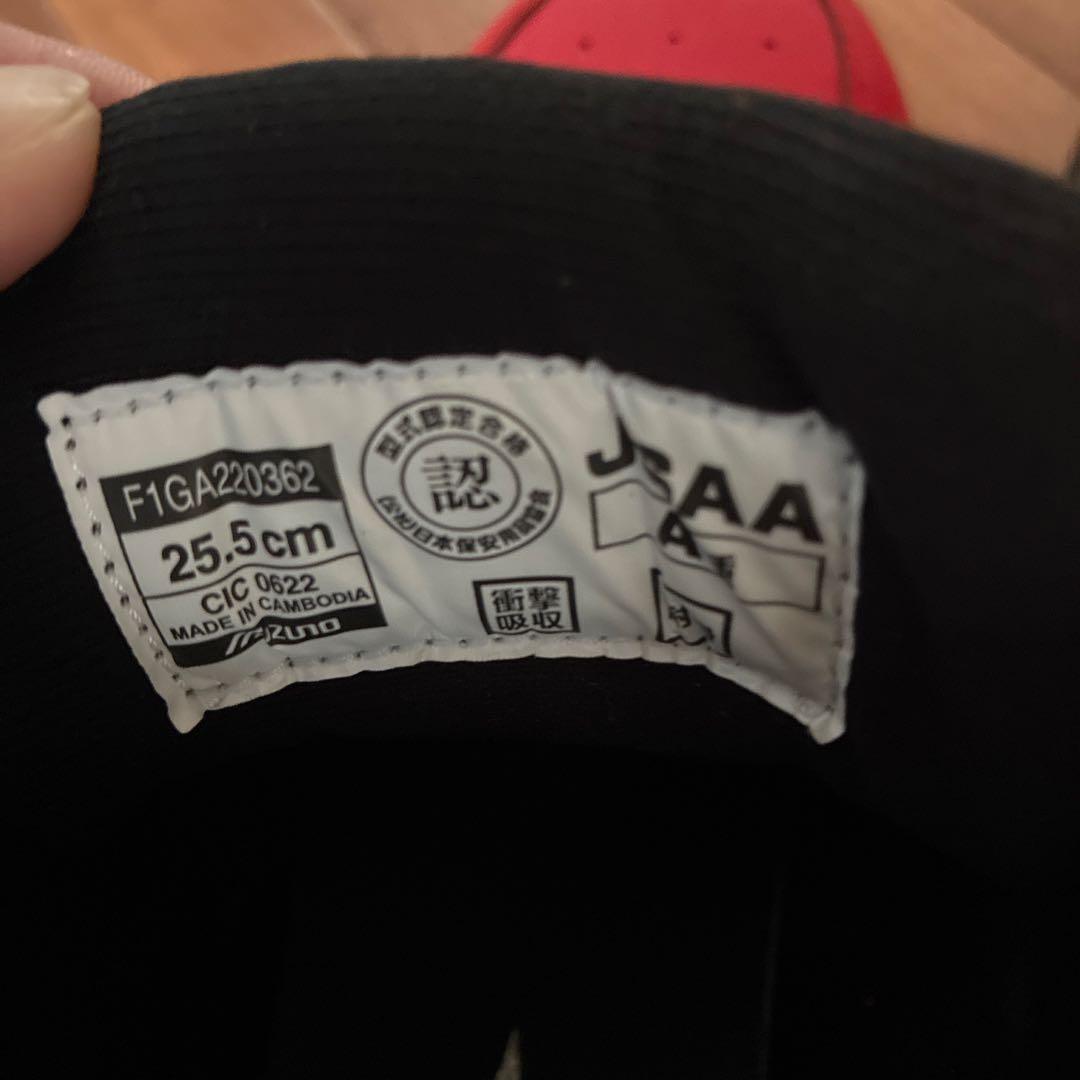 F1GA220362
25.5cm
CIC 0622
MADE IN CAMBODIA
MIZUNO
型式認定合格
認
(公社)日本保安用品協会
衝撃
吸収
JSAA
A